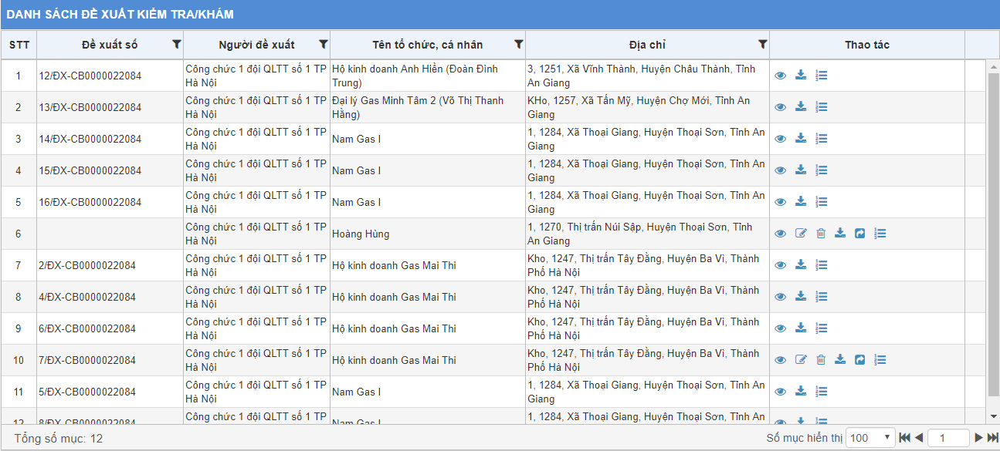 DANH SÁCH ĐỀ XUẤT KIỂM TRA/KHÁM
STT Đề xuất số Người đề xuất Tên tổ chức, cá nhân Địa chỉ Thao tác
1 12/ĐX-CB0000022084 Công chức 1 đội QLTT số 1 TP Hộ kinh doanh Anh Hiền (Đoàn Đình 3, 1251, Xã Vĩnh Thành, Huyện Châu Thành, Tỉnh
Hà Nội Trung) An Giang
2 13/ĐX-CB0000022084 Công chức 1 đội QLTT số 1 TP Đại lý Gas Minh Tâm 2 (Võ Thị Thanh KHo, 1257, Xã Tấn Mỹ, Huyện Chợ Mới, Tỉnh An
Hà Nội Hằng) Giang
3 14/ĐX-CB0000022084 Công chức 1 đội QLTT số 1 TP Nam Gas I 1, 1284, Xã Thoại Giang, Huyện Thoại Sơn, Tỉnh An
Hà Nội Giang
4 15/ĐX-CB0000022084 Công chức 1 đội QLTT số 1 TP Nam Gas I 1, 1284, Xã Thoại Giang, Huyện Thoại Sơn, Tỉnh An
Hà Nội Giang
5 16/ĐX-CB0000022084 Công chức 1 đội QLTT số 1 TP Nam Gas I 1, 1284, Xã Thoại Giang, Huyện Thoại Sơn, Tỉnh An
Hà Nội Giang
6 Công chức 1 đội QLTT số 1 TP Hoàng Hùng 1, 1270, Thị trấn Núi Sập, Huyện Thoại Sơn, Tỉnh
Hà Nội An Giang
7 2/ĐX-CB0000022084 Công chức 1 đội QLTT số 1 TP Hộ kinh doanh Gas Mai Thi Kho, 1247, Thị trấn Tây Đằng, Huyện Ba Vì, Thành
Hà Nội Phố Hà Nội
8 4/ĐX-CB0000022084 Công chức 1 đội QLTT số 1 TP Hộ kinh doanh Gas Mai Thi Kho, 1247, Thị trấn Tây Đằng, Huyện Ba Vì, Thành
Hà Nội Phố Hà Nội
9 6/ĐX-CB0000022084 Công chức 1 đội QLTT số 1 TP Hộ kinh doanh Gas Mai Thi Kho, 1247, Thị trấn Tây Đằng, Huyện Ba Vì, Thành
Hà Nội Phố Hà Nội
10 7/ĐX-CB0000022084 Công chức 1 đội QLTT số 1 TP Hộ kinh doanh Gas Mai Thi Kho, 1247, Thị trấn Tây Đằng, Huyện Ba Vì, Thành
Hà Nội Phố Hà Nội
11 5/ĐX-CB0000022084 Công chức 1 đội QLTT số 1 TP Nam Gas I 1, 1284, Xã Thoại Giang, Huyện Thoại Sơn, Tỉnh An
Hà Nội Giang
12 8/ĐX-CB0000022084 Công chức 1 đội QLTT số 1 TP Nam Gas I 1, 1284, Xã Thoại Giang, Huyện Thoại Sơn, Tỉnh An
Tổng số mục: 12 Số mục hiển thị 100 1